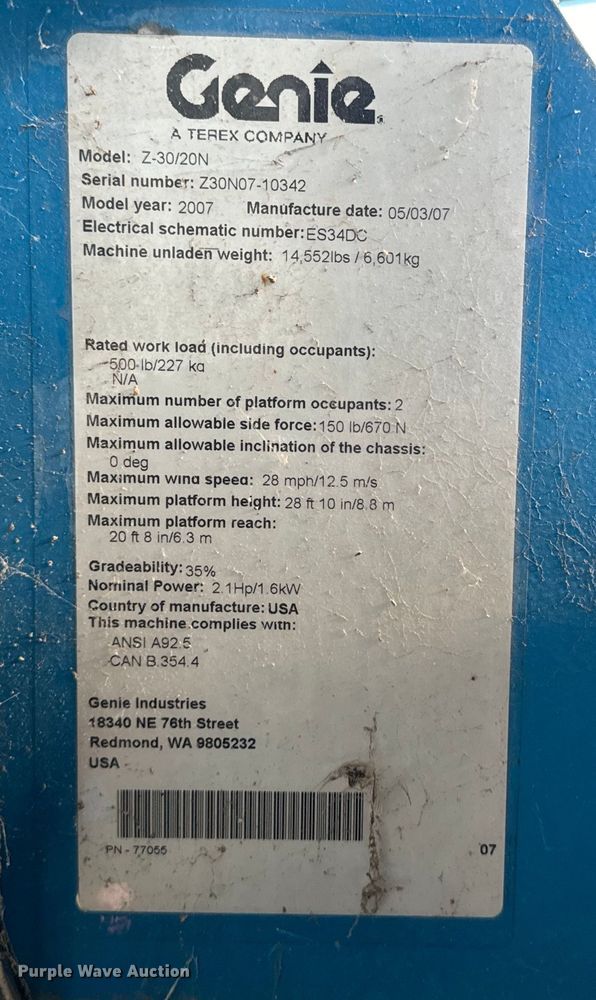 Genie
A TEREX COMPANY
Model: Z-30/20N
Serial number: Z30N07-10342
Model year: 2007 Manufacture date: 05/03/07
Electrical schematic number: ES34DC
Machine unladen weight: 14,552lbs / 6,601kg
Rated work load (including occupants):
500 lb/227 kg
N/A
Maximum number of platform occupants: 2
Maximum allowable side force: 150 lb/670 N
Maximum allowable inclination of the chassis:
0 deg
Maximum wind speed: 28 mph/12.5 m/s
Maximum platform height: 28 ft 10 in/8.8 m
Maximum platform reach:
20 ft 8 in/6.3 m
Gradeability: 35%
Nominal Power: 2.1Hp/1.6kW
Country of manufacture: USA
This machine complies with:
ANSI A92.5
CAN B.354.4
Genie Industries
18340 NE 76th Street
Redmond, WA 9805232
USA
PN - 77055
07
Purple Wave Auction